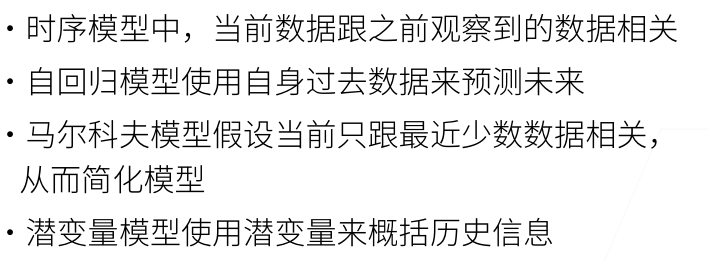 • 时序模型中，当前数据跟之前观察到的数据相关
• 自回归模型使用自身过去数据来预测未来
• 马尔科夫模型假设当前只跟最近少数数据相关，
从而简化模型
• 潜变量模型使用潜变量来概括历史信息